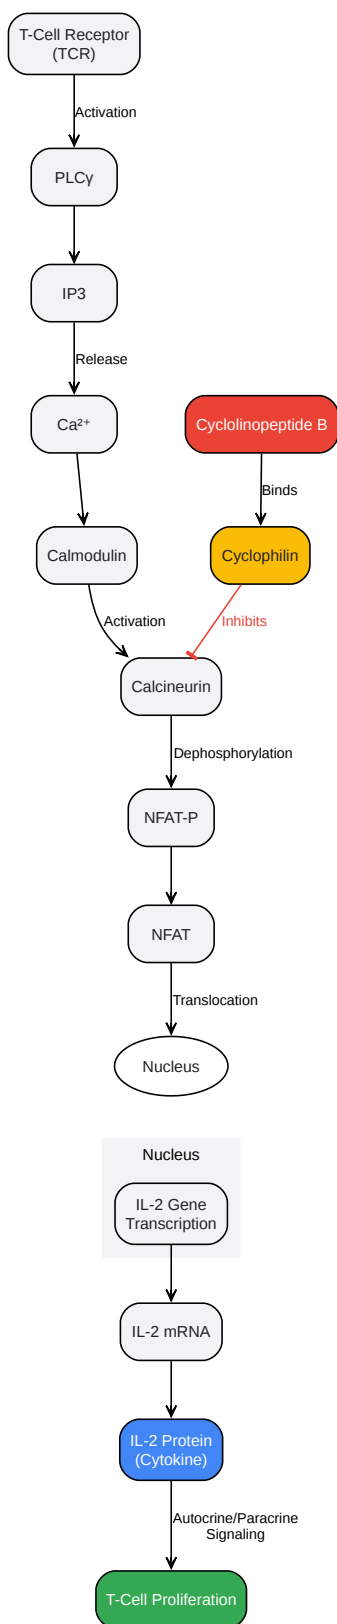 T-Cell Receptor
(TCR)
Activation
PLCγ
IP3
Release
Ca²⁺
Cyclolinopeptide B
Binds
Calmodulin
Cyclophilin
Activation
Inhibits
Calcineurin
Dephosphorylation
NFAT-P
NFAT
Translocation
Nucleus
Nucleus
IL-2 Gene
Transcription
IL-2 mRNA
IL-2 Protein
(Cytokine)
Autocrine/Paracrine
Signaling
T-Cell Proliferation